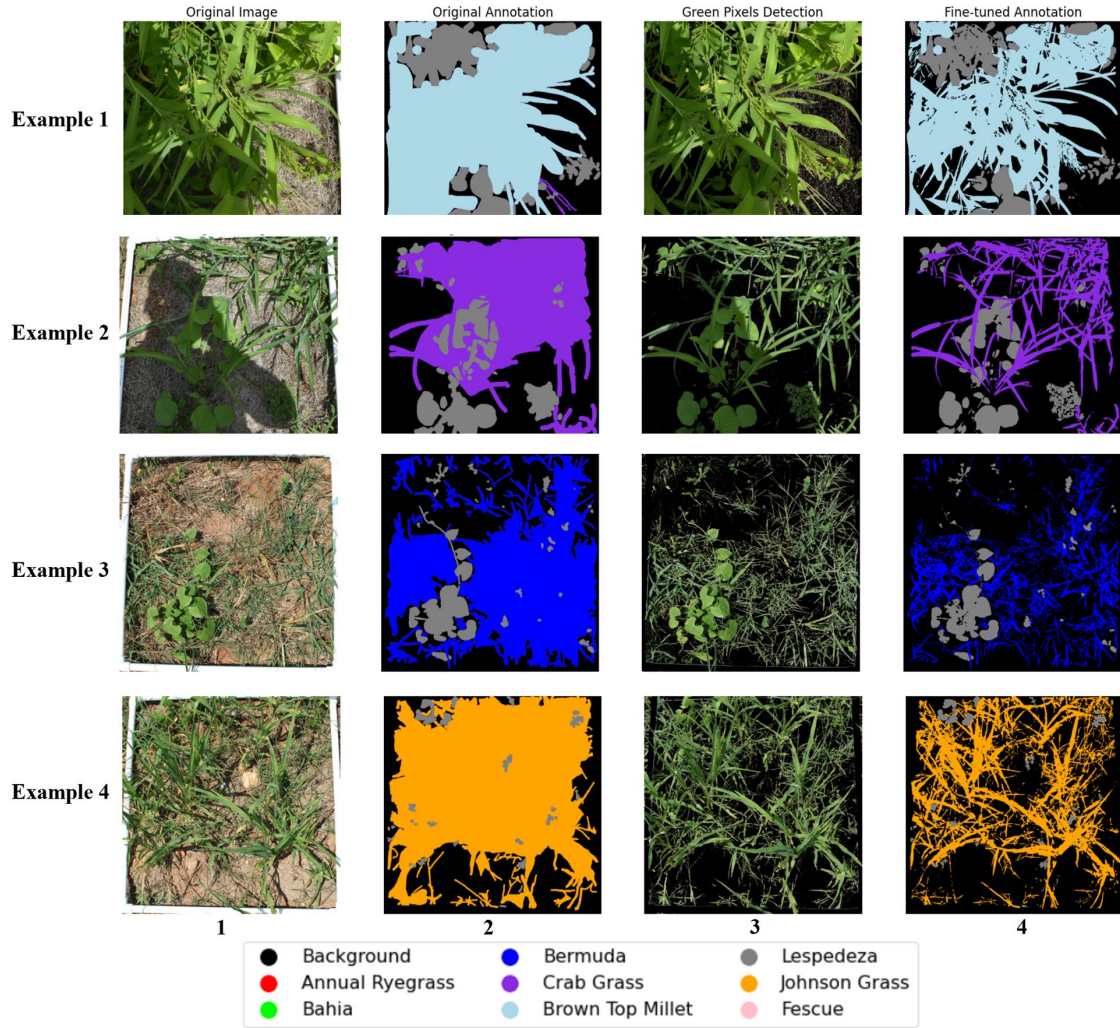 Original Image Original Annotation Green Pixels Detection Fine-tuned Annotation
Example 1
Example 2
Example 3
Example 4
1 2 3 4
Background Bermuda Lespedeza
Annual Ryegrass Crab Grass Johnson Grass
Bahia Brown Top Millet Fescue